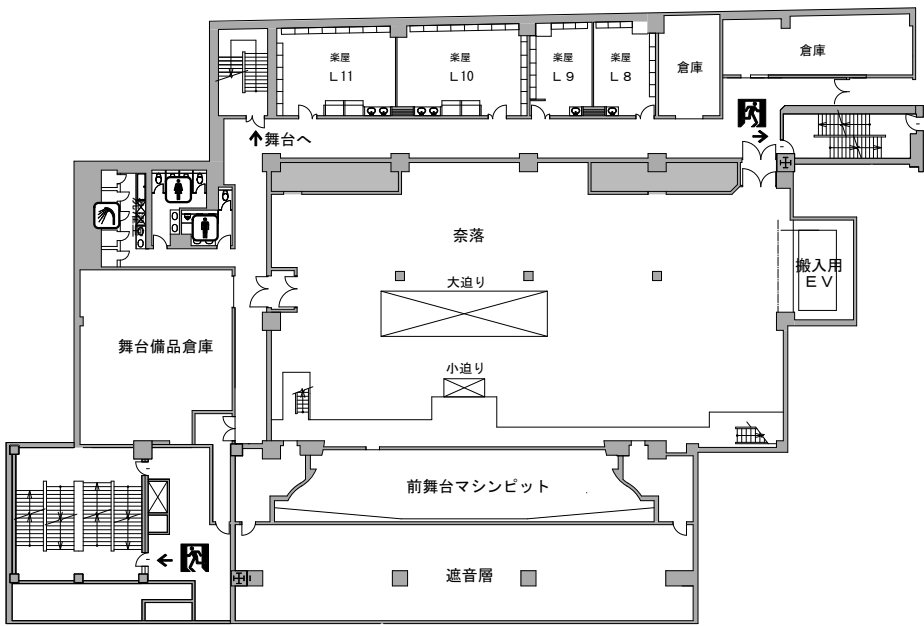 楽屋
L11
楽屋
L10
楽屋
L9
楽屋
L8
倉庫
倉庫
舞台へ
奈落
搬入用
EV
大迫り
舞台備品倉庫
小迫り
前舞台マシンピット
遮音層